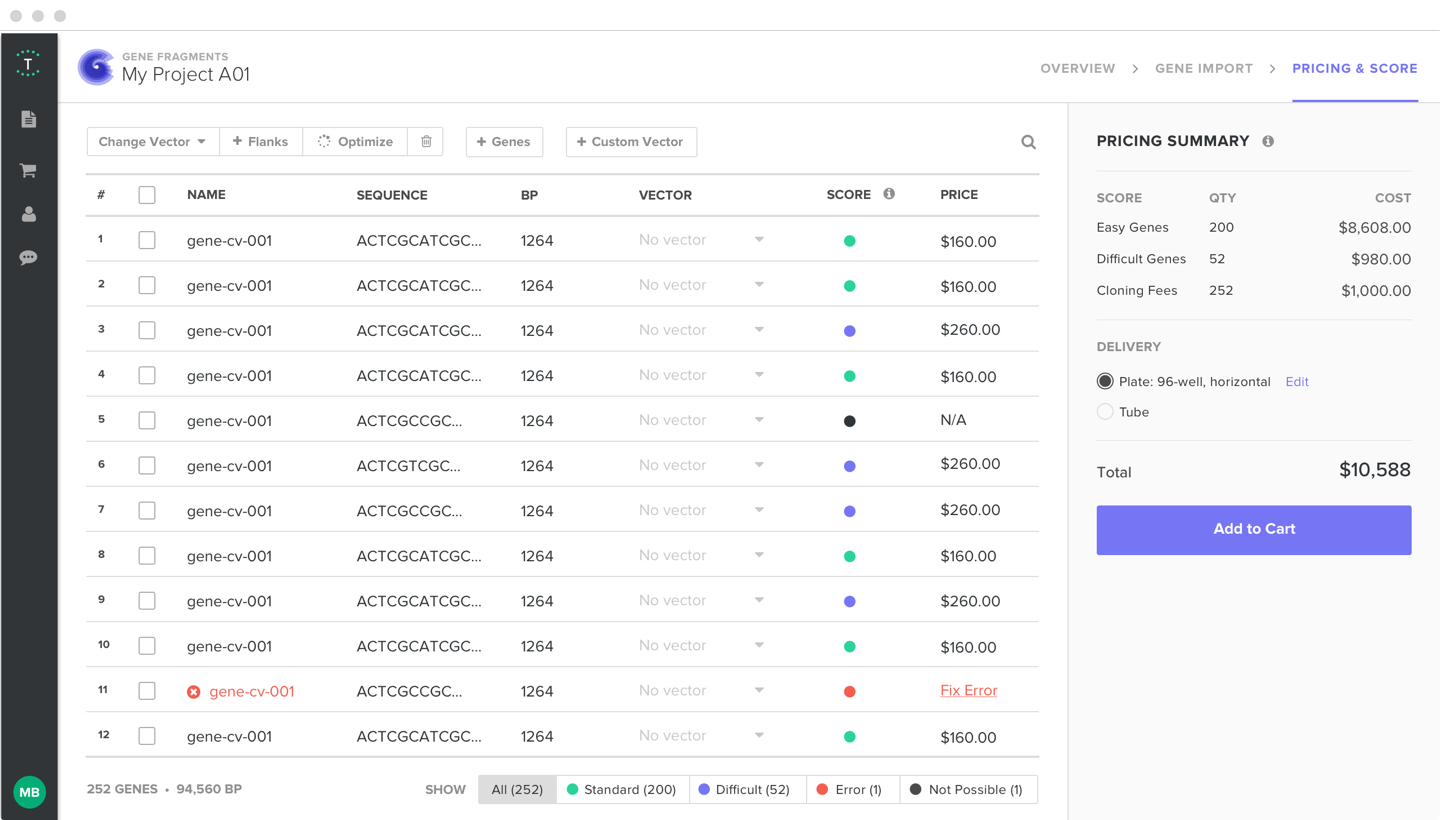 T
GENE FRAGMENTS
My Project A01
OVERVIEW > GENE IMPORT > PRICING & SCORE
Change Vector + Flanks Optimize + Genes + Custom Vector
# NAME SEQUENCE BP VECTOR SCORE PRICE
1 gene-cv-001 ACTCGCATCGC... 1264 No vector $160.00
2 gene-cv-001 ACTCGCATCGC... 1264 No vector $160.00
3 gene-cv-001 ACTCGCATCGC... 1264 No vector $260.00
4 gene-cv-001 ACTCGCATCGC... 1264 No vector $160.00
5 gene-cv-001 ACTCGCCGC... 1264 No vector N/A
6 gene-cv-001 ACTCGTCGC... 1264 No vector $260.00
7 gene-cv-001 ACTCGCCGC... 1264 No vector $260.00
8 gene-cv-001 ACTCGCATCGC... 1264 No vector $160.00
9 gene-cv-001 ACTCGCATCGC... 1264 No vector $260.00
10 gene-cv-001 ACTCGCATCGC... 1264 No vector $160.00
11 gene-cv-001 ACTCGCCGC... 1264 No vector Fix Error
12 gene-cv-001 ACTCGCATCGC... 1264 No vector $160.00
252 GENES • 94,560 BP SHOW All (252) Standard (200) Difficult (52) Error (1) Not Possible (1)
MB
PRICING SUMMARY
SCORE QTY COST
Easy Genes 200 $8,608.00
Difficult Genes 52 $980.00
Cloning Fees 252 $1,000.00
DELIVERY
Plate: 96-well, horizontal Edit
Tube
Total $10,588
Add to Cart